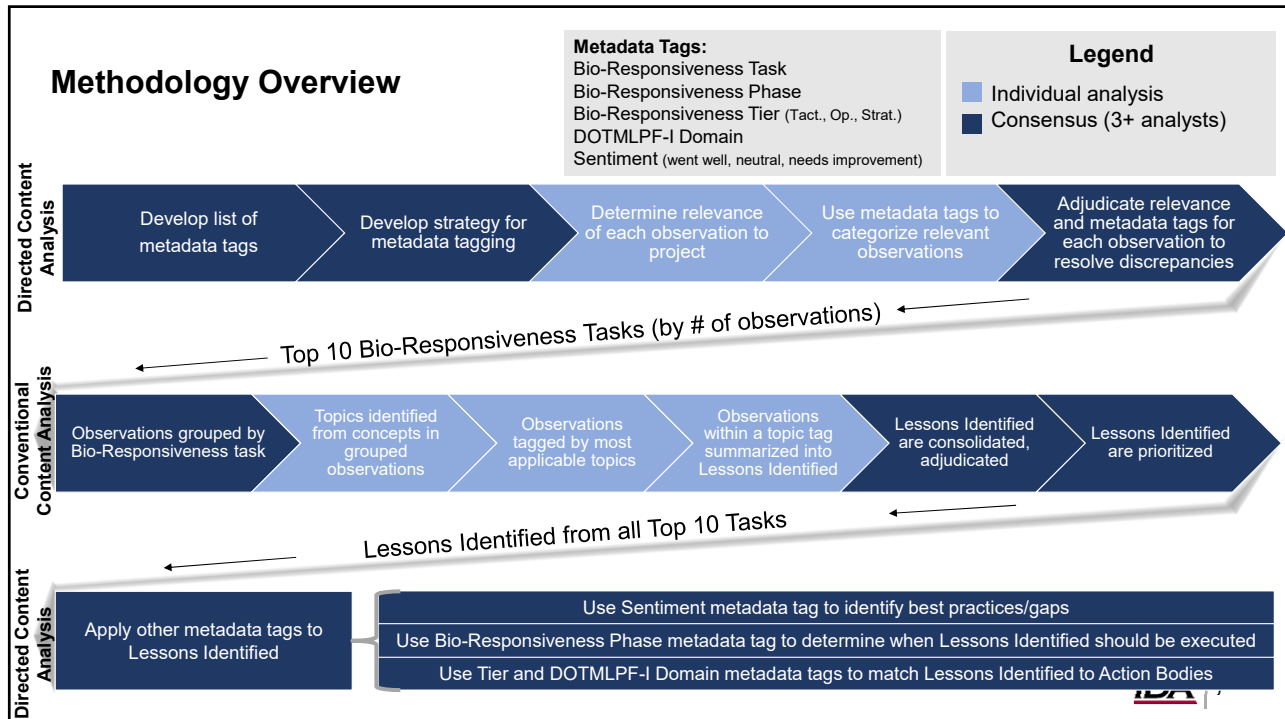 Methodology Overview
Metadata Tags:
Bio-Responsiveness Task
Bio-Responsiveness Phase
Bio-Responsiveness Tier (Tact., Op., Strat.)
DOTMLPF-I Domain
Sentiment (went well, neutral, needs improvement)
Legend
Individual analysis
Consensus (3+ analysts)
Directed Content
Analysis
Develop list of
metadata tags
Develop strategy for
metadata tagging
Determine relevance
of each observation to
project
Use metadata tags to
categorize relevant
observations
Adjudicate relevance
and metadata tags for
each observation to
resolve discrepancies
Top 10 Bio-Responsiveness Tasks (by # of observations)
Conventional
Content Analysis
Observations grouped by
Bio-Responsiveness task
Topics identified
from concepts in
grouped
observations
Observations
tagged by most
applicable topics
Observations
within a topic tag
summarized into
Lessons Identified
Lessons Identified
are consolidated,
adjudicated
Lessons Identified
are prioritized
Lessons Identified from all Top 10 Tasks
Directed Content
Analysis
Apply other metadata tags to
Lessons Identified
Use Sentiment metadata tag to identify best practices/gaps
Use Bio-Responsiveness Phase metadata tag to determine when Lessons Identified should be executed
Use Tier and DOTMLPF-I Domain metadata tags to match Lessons Identified to Action Bodies
IDA